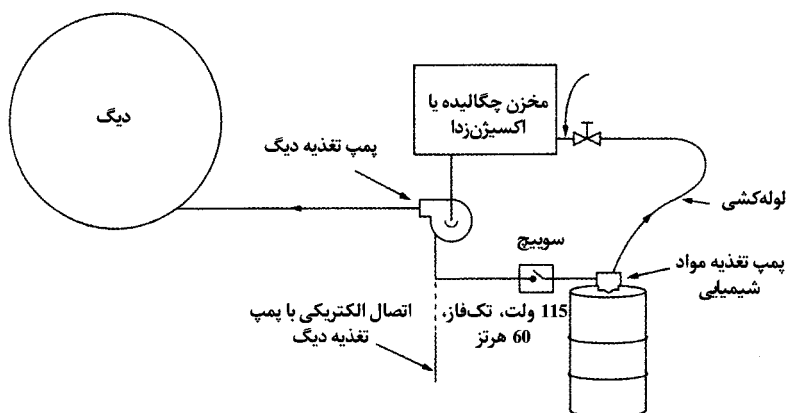 دیگ
مخزن چگالیده یا
اکسیژن‌زدا
پمپ تغذیه دیگ
لوله‌کشی
سوییچ
پمپ تغذیه مواد
شیمیایی
115 ولت، تک‌فاز،
60 هرتز
اتصال الکتریکی با پمپ
تغذیه دیگ